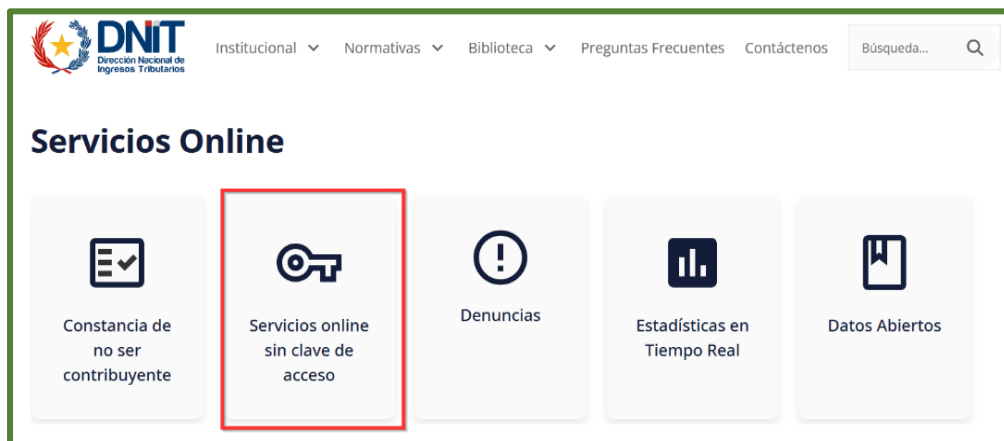 DNIT
Dirección Nacional de
Ingresos Tributarios
Institucional
Normativas
Biblioteca
Preguntas Frecuentes
Contáctenos
Búsqueda...
Servicios Online
Constancia de
no ser
contribuyente
Servicios online
sin clave de
acceso
Denuncias
Estadísticas en
Tiempo Real
Datos Abiertos